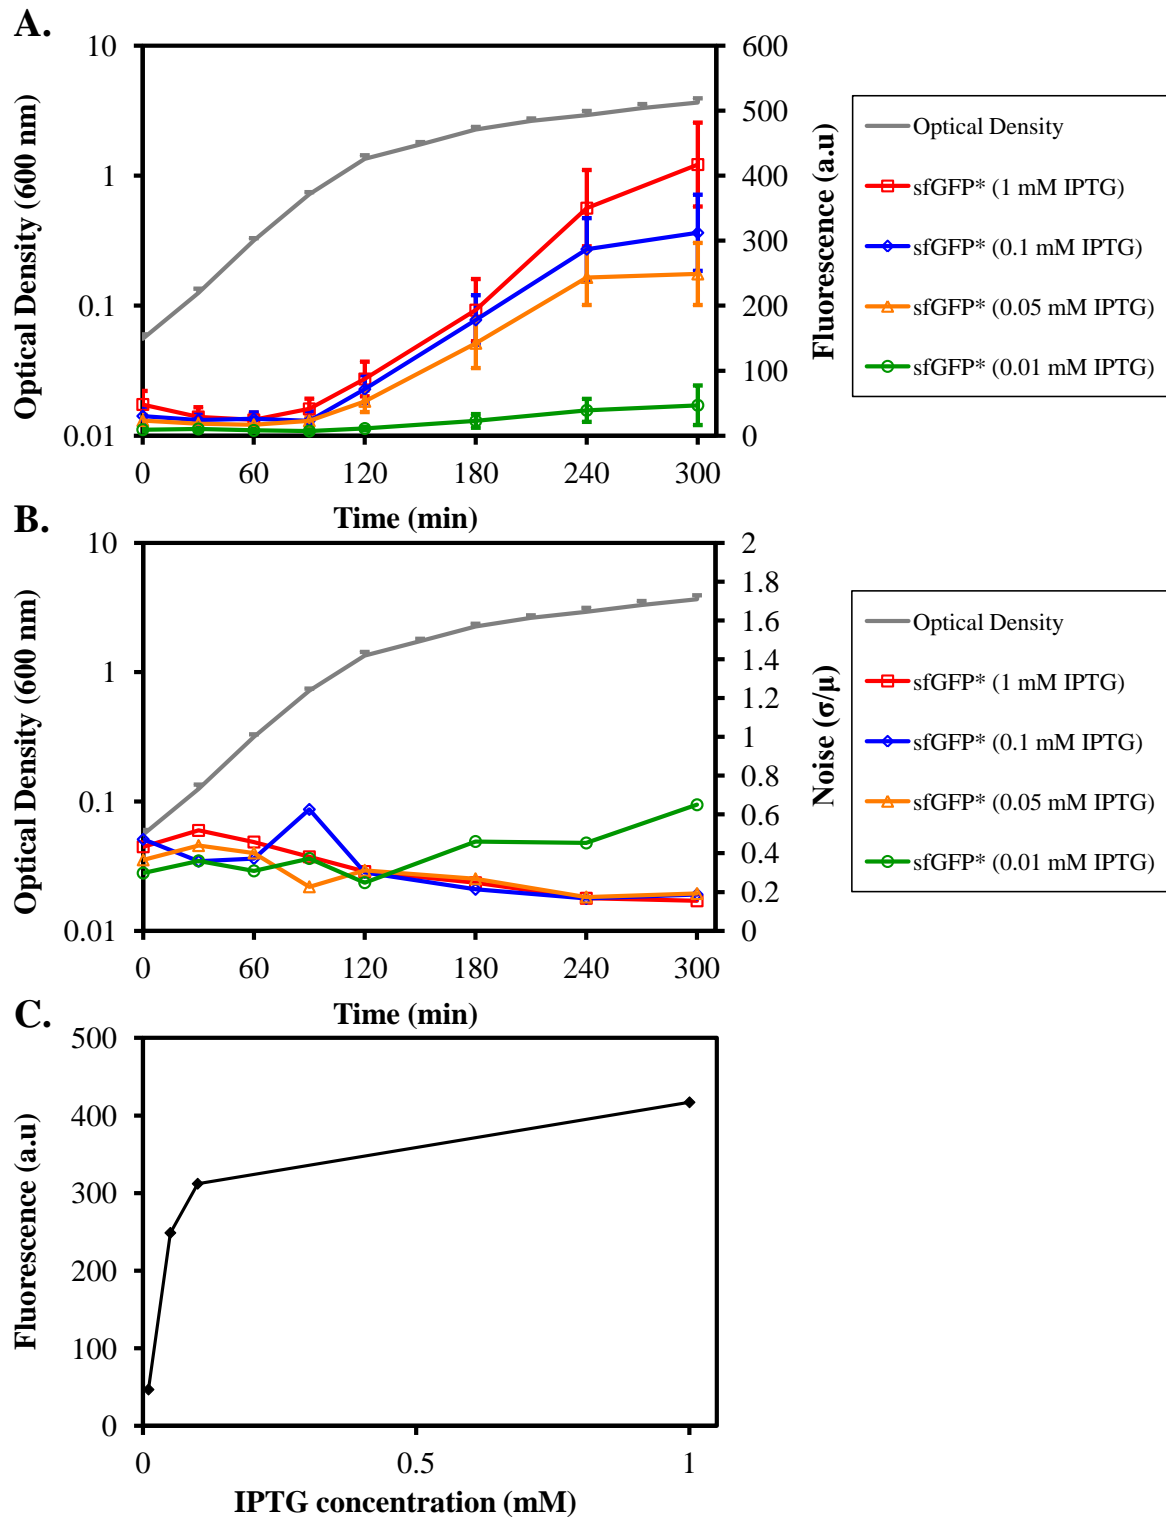 A.
10
1
0.1
0.01
Optical Density (600 nm)
600
500
400
300
200
100
0
Fluorescence (a.u)
0 60 120 180 240 300
Time (min)
Optical Density
sfGFP* (1 mM IPTG)
sfGFP* (0.1 mM IPTG)
sfGFP* (0.05 mM IPTG)
sfGFP* (0.01 mM IPTG)
B.
10
1
0.1
0.01
Optical Density (600 nm)
2
1.8
1.6
1.4
1.2
1
0.8
0.6
0.4
0.2
0
Noise (σ/μ)
0 60 120 180 240 300
Time (min)
Optical Density
sfGFP* (1 mM IPTG)
sfGFP* (0.1 mM IPTG)
sfGFP* (0.05 mM IPTG)
sfGFP* (0.01 mM IPTG)
C.
500
400
300
200
100
0
Fluorescence (a.u)
0 0.5 1
IPTG concentration (mM)